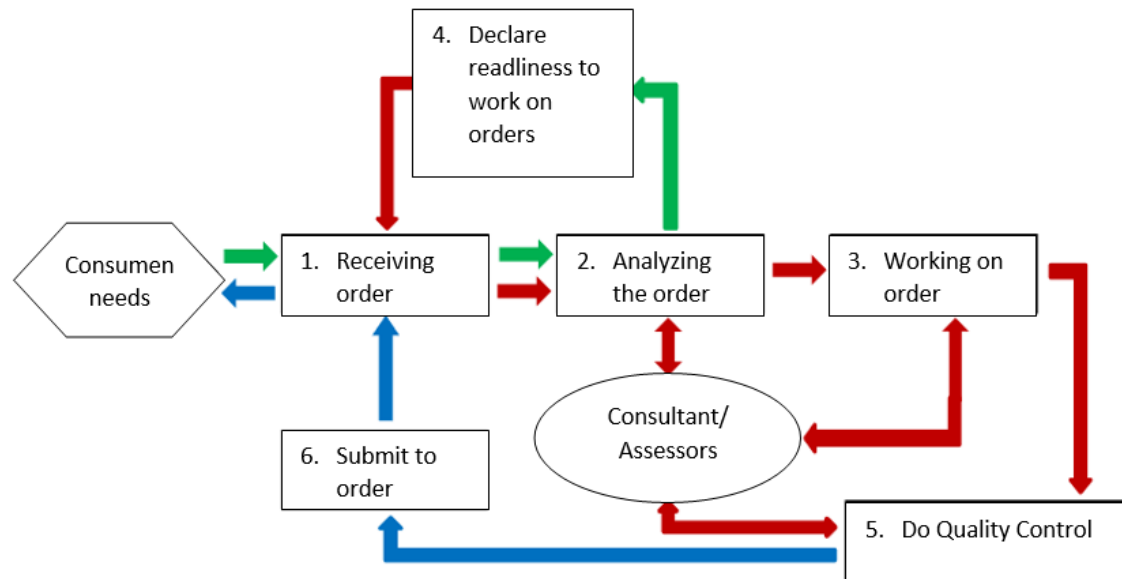 4. Declare
readliness to
work on
orders
Consumen
needs
1. Receiving
order
2. Analyzing
the order
3. Working on
order
Consultant/
Assessors
6. Submit to
order
5. Do Quality Control